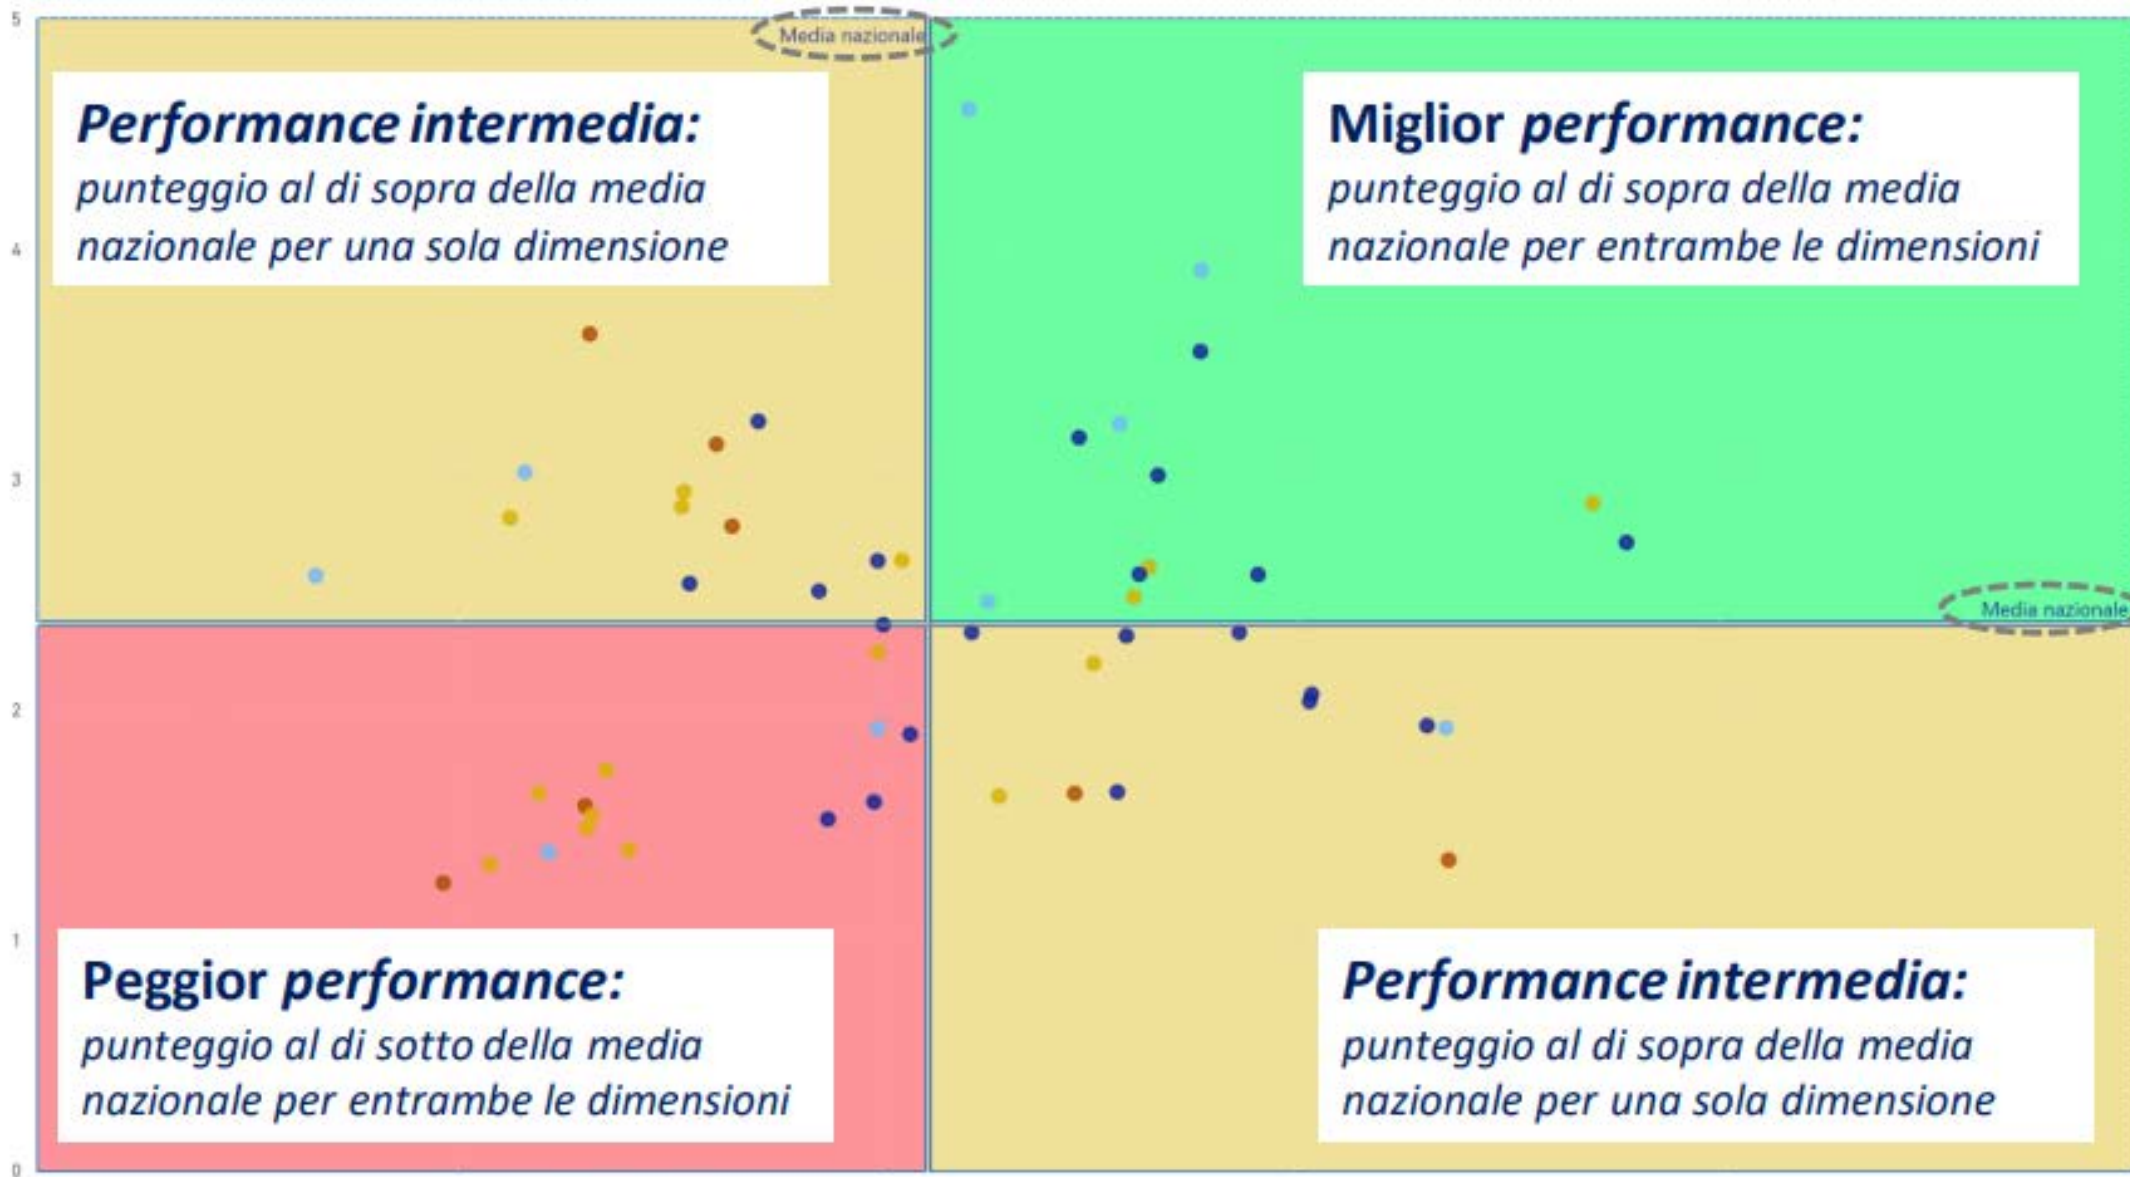 5
Media nazionale
Performance intermedia:
punteggio al di sopra della media
nazionale per una sola dimensione
Miglior performance:
punteggio al di sopra della media
nazionale per entrambe le dimensioni
4
3
Media nazionale
2
1
Peggior performance:
punteggio al di sotto della media
nazionale per entrambe le dimensioni
Performance intermedia:
punteggio al di sopra della media
nazionale per una sola dimensione
0